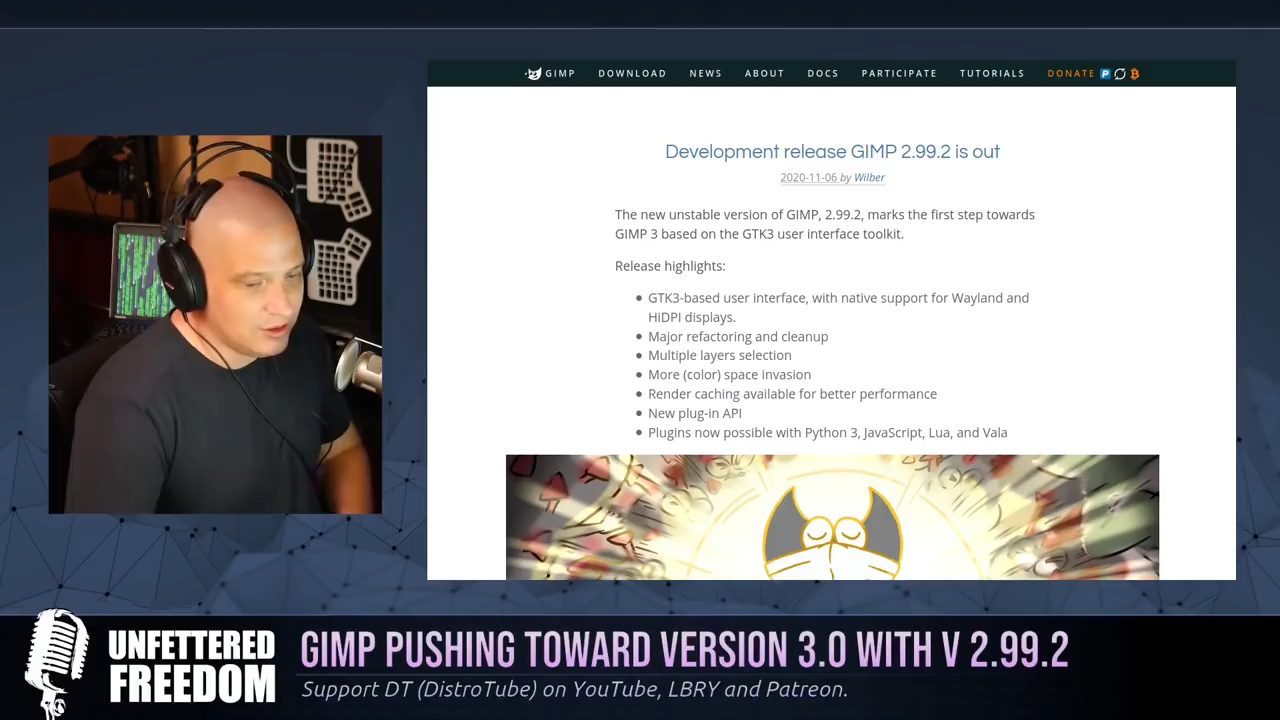 GIMP DOWNLOAD NEWS ABOUT DOCS PARTICIPATE TUTORIALS DONATE
Development release GIMP 2.99.2 is out
2020-11-06 by Wilber
The new unstable version of GIMP, 2.99.2, marks the first step towards
GIMP 3 based on the GTK3 user interface toolkit.
Release highlights:
GTK3-based user interface, with native support for Wayland and
HiDPI displays.
Major refactoring and cleanup
Multiple layers selection
More (color) space invasion
Render caching available for better performance
New plug-in API
Plugins now possible with Python 3, JavaScript, Lua, and Vala
UNFETTERED
FREEDOM
GIMP PUSHING TOWARD VERSION 3.0 WITH V 2.99.2
Support DT (DistroTube) on YouTube, LBRY and Patreon.